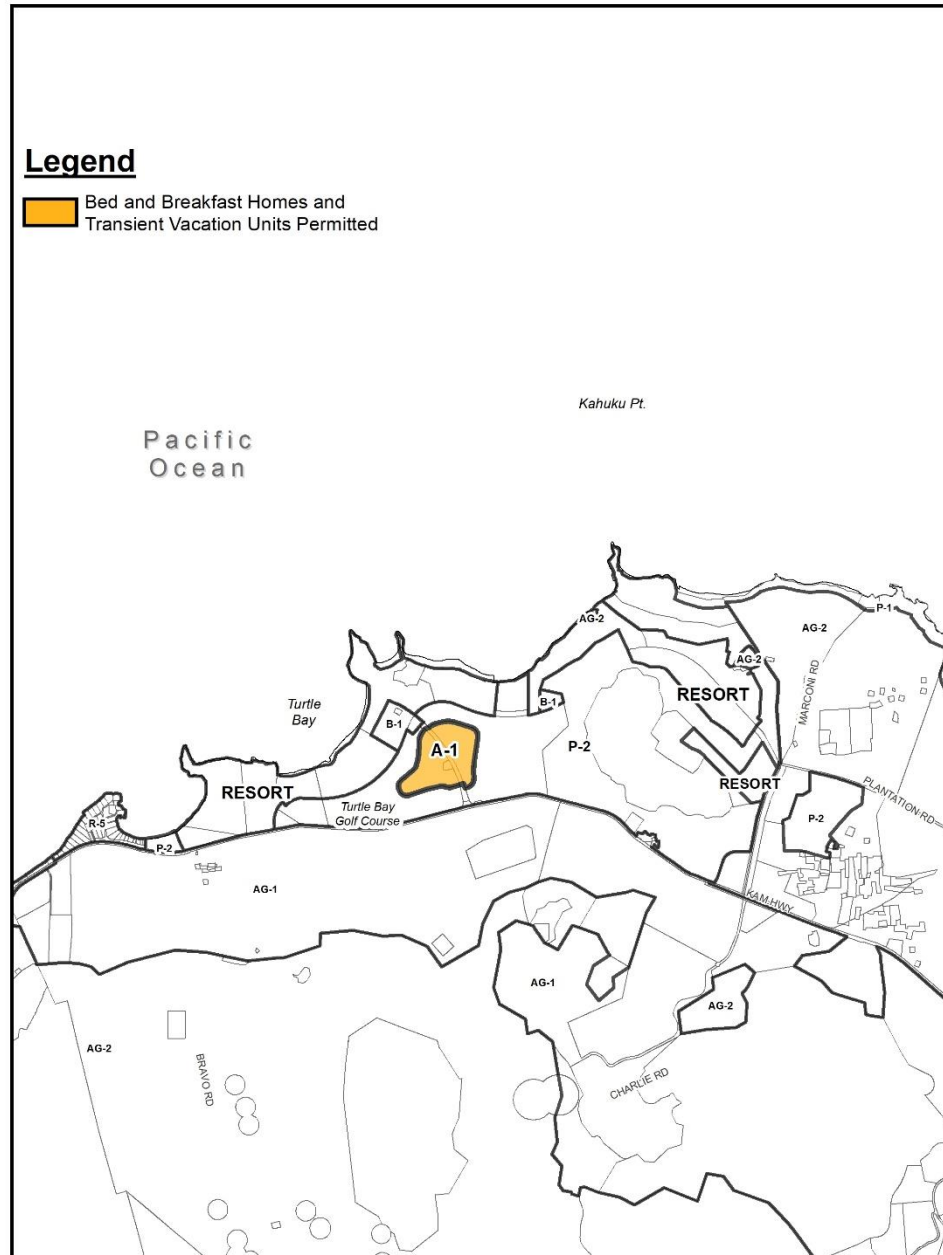 Legend
Bed and Breakfast Homes and
Transient Vacation Units Permitted
Kahuku Pt.
Pacific
Ocean
P-1
AG-2
AG-2
AG-2
MARCONI RD
RESORT
Turtle
Bay
B-1
B-1
A-1
P-2
RESORT
RESORT
PLANTATION RD
Turtle Bay
Golf Course
P-2
R-5
P-2
AG-1
KAM HWY
AG-1
AG-2
AG-2
BRAVO RD
CHARLIE RD